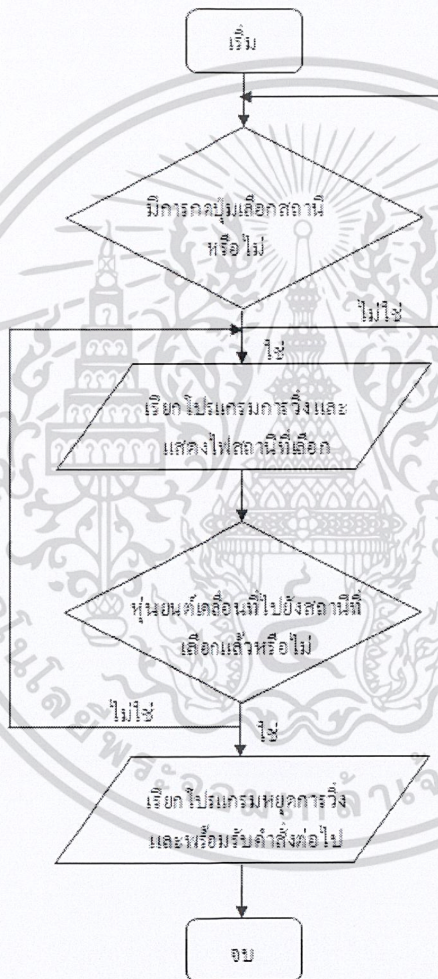 เริ่ม
มีการกดปุ่มเลือกสถานี
หรือไม่
ไม่ใช่
ใช่
เรียกโปรแกรมการวิ่งและ
แสดงไฟสถานีที่เลือก
หุ่นยนต์เคลื่อนที่ไปยังสถานีที่
เลือกแล้วหรือไม่
ไม่ใช่
ใช่
เรียกโปรแกรมหยุดการวิ่ง
และพร้อมรับคำสั่งต่อไป
จบ